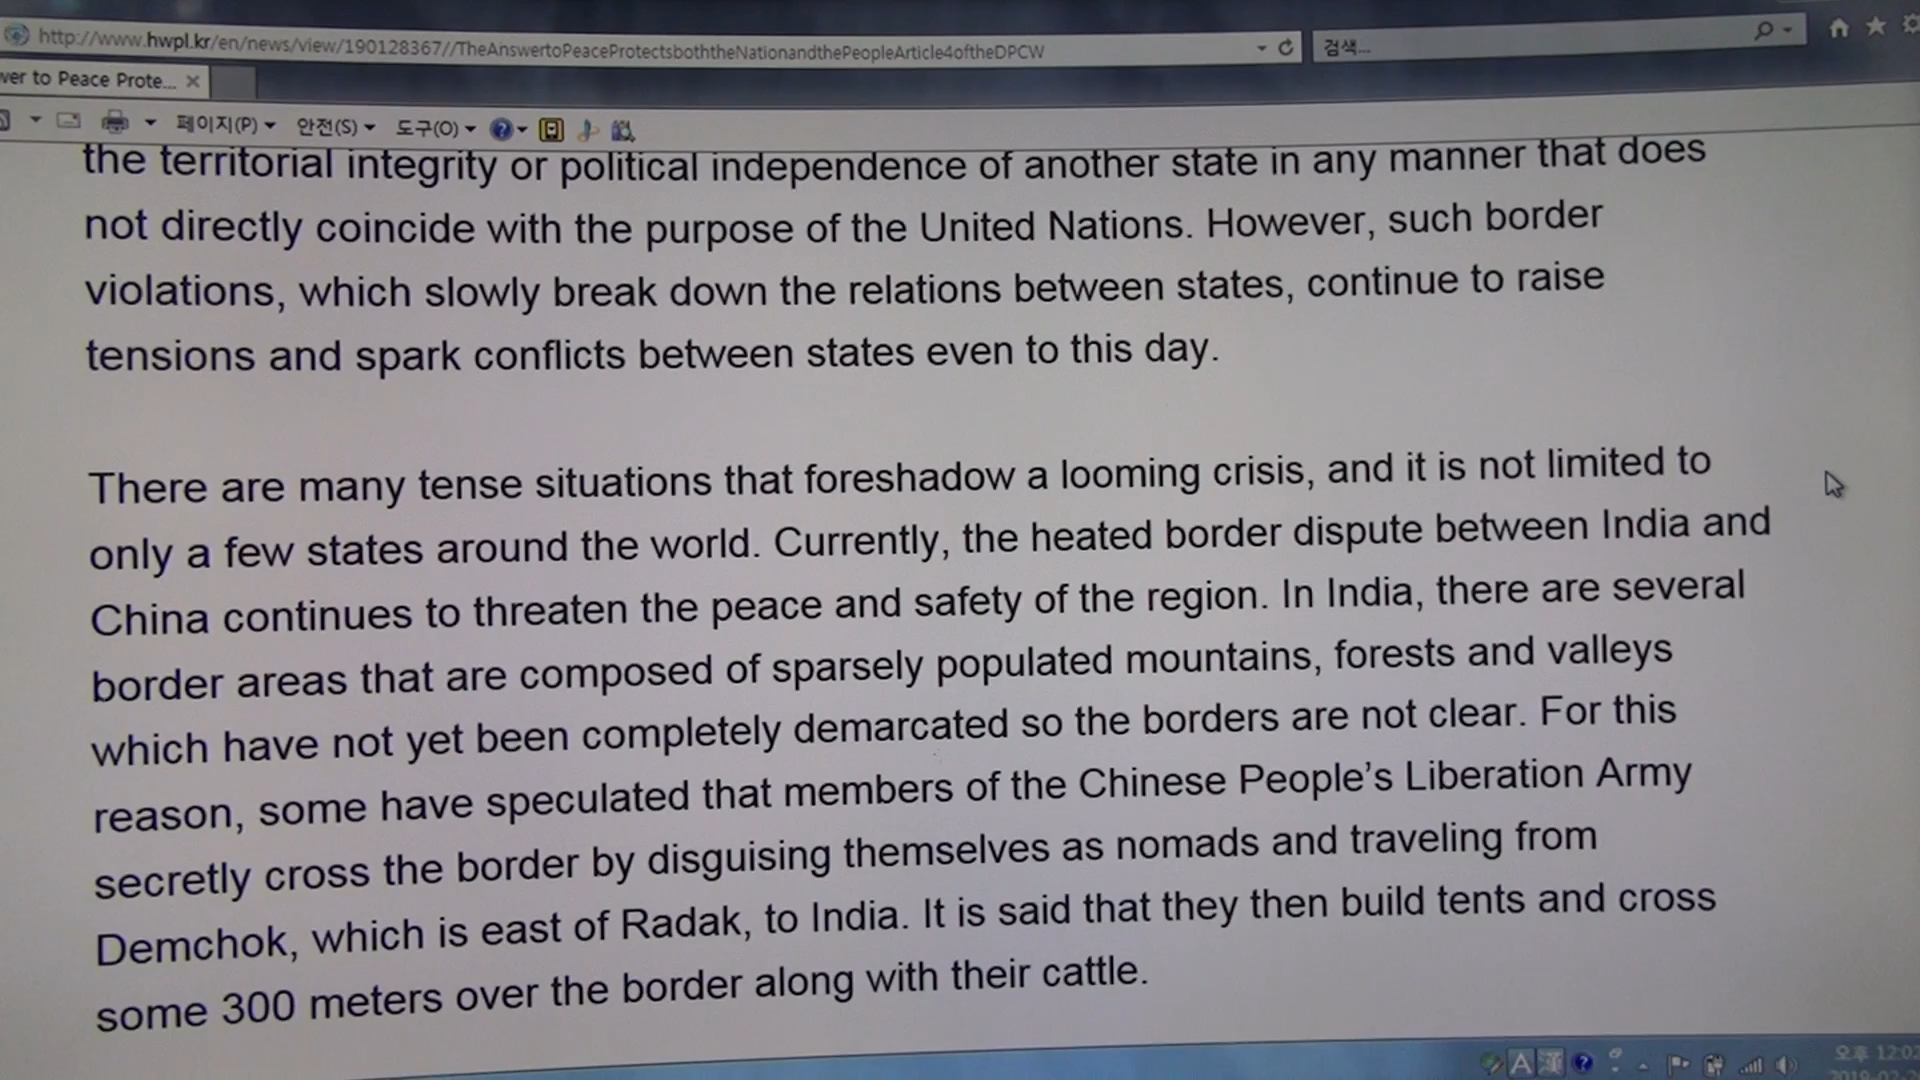 http://www.hwpl.kr/en/news/view/190128367//TheAnswertoPeaceProtectsboththeNationandthePeopleArticle4oftheDPCW
검색...
ver to Peace Prote...
페이지(P) 안전(S) 도구(O)
the territorial integrity or political independence of another state in any manner that does
not directly coincide with the purpose of the United Nations. However, such border
violations, which slowly break down the relations between states, continue to raise
tensions and spark conflicts between states even to this day.
There are many tense situations that foreshadow a looming crisis, and it is not limited to
only a few states around the world. Currently, the heated border dispute between India and
China continues to threaten the peace and safety of the region. In India, there are several
border areas that are composed of sparsely populated mountains, forests and valleys
which have not yet been completely demarcated so the borders are not clear. For this
reason, some have speculated that members of the Chinese People’s Liberation Army
secretly cross the border by disguising themselves as nomads and traveling from
Demchok, which is east of Radak, to India. It is said that they then build tents and cross
some 300 meters over the border along with their cattle.
A 漢
오후 12:02